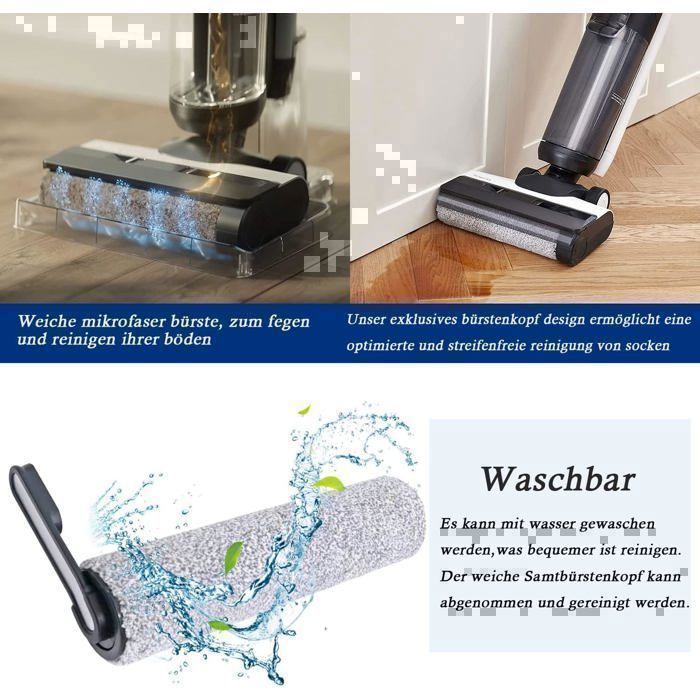 Weiche mikrofaser bürste, zum fegen
und reinigen ihrer böden
Unser exklusives bürstenkopf design ermöglicht eine
optimierte und streifenfreie reinigung von socken
Waschbar
Es kann mit wasser gewaschen
werden,was bequemer ist reinigen.
Der weiche Samtbürstenkopf kann
abgenommen und gereinigt werden.